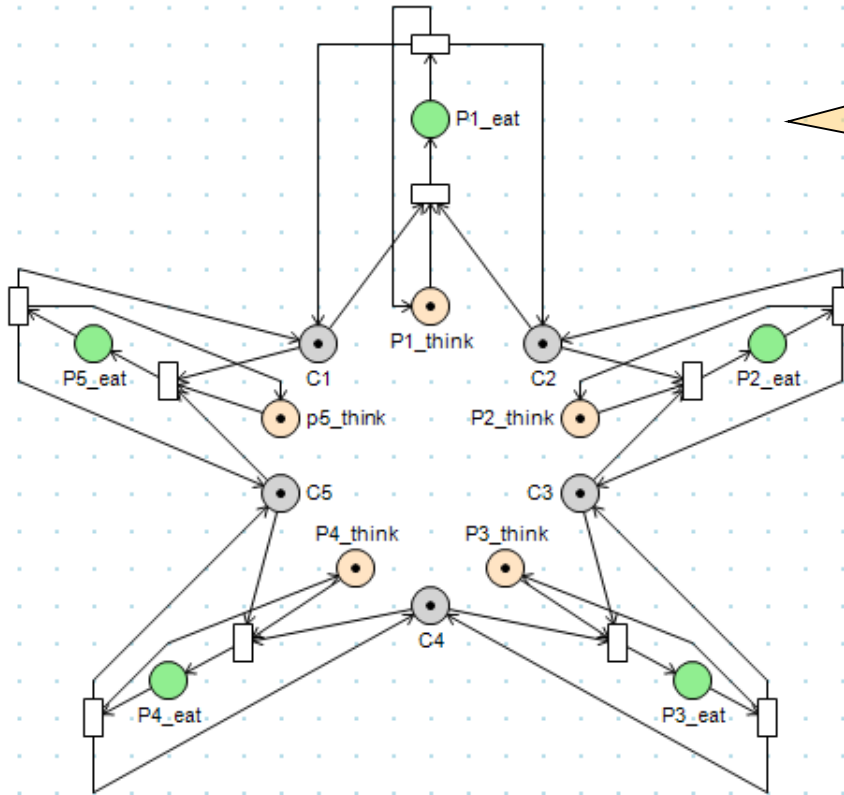 P1_eat
P1_think
C1
C2
P5_eat
P2_eat
p5_think
P2_think
C5
C3
P4_think
P3_think
C4
P4_eat
P3_eat